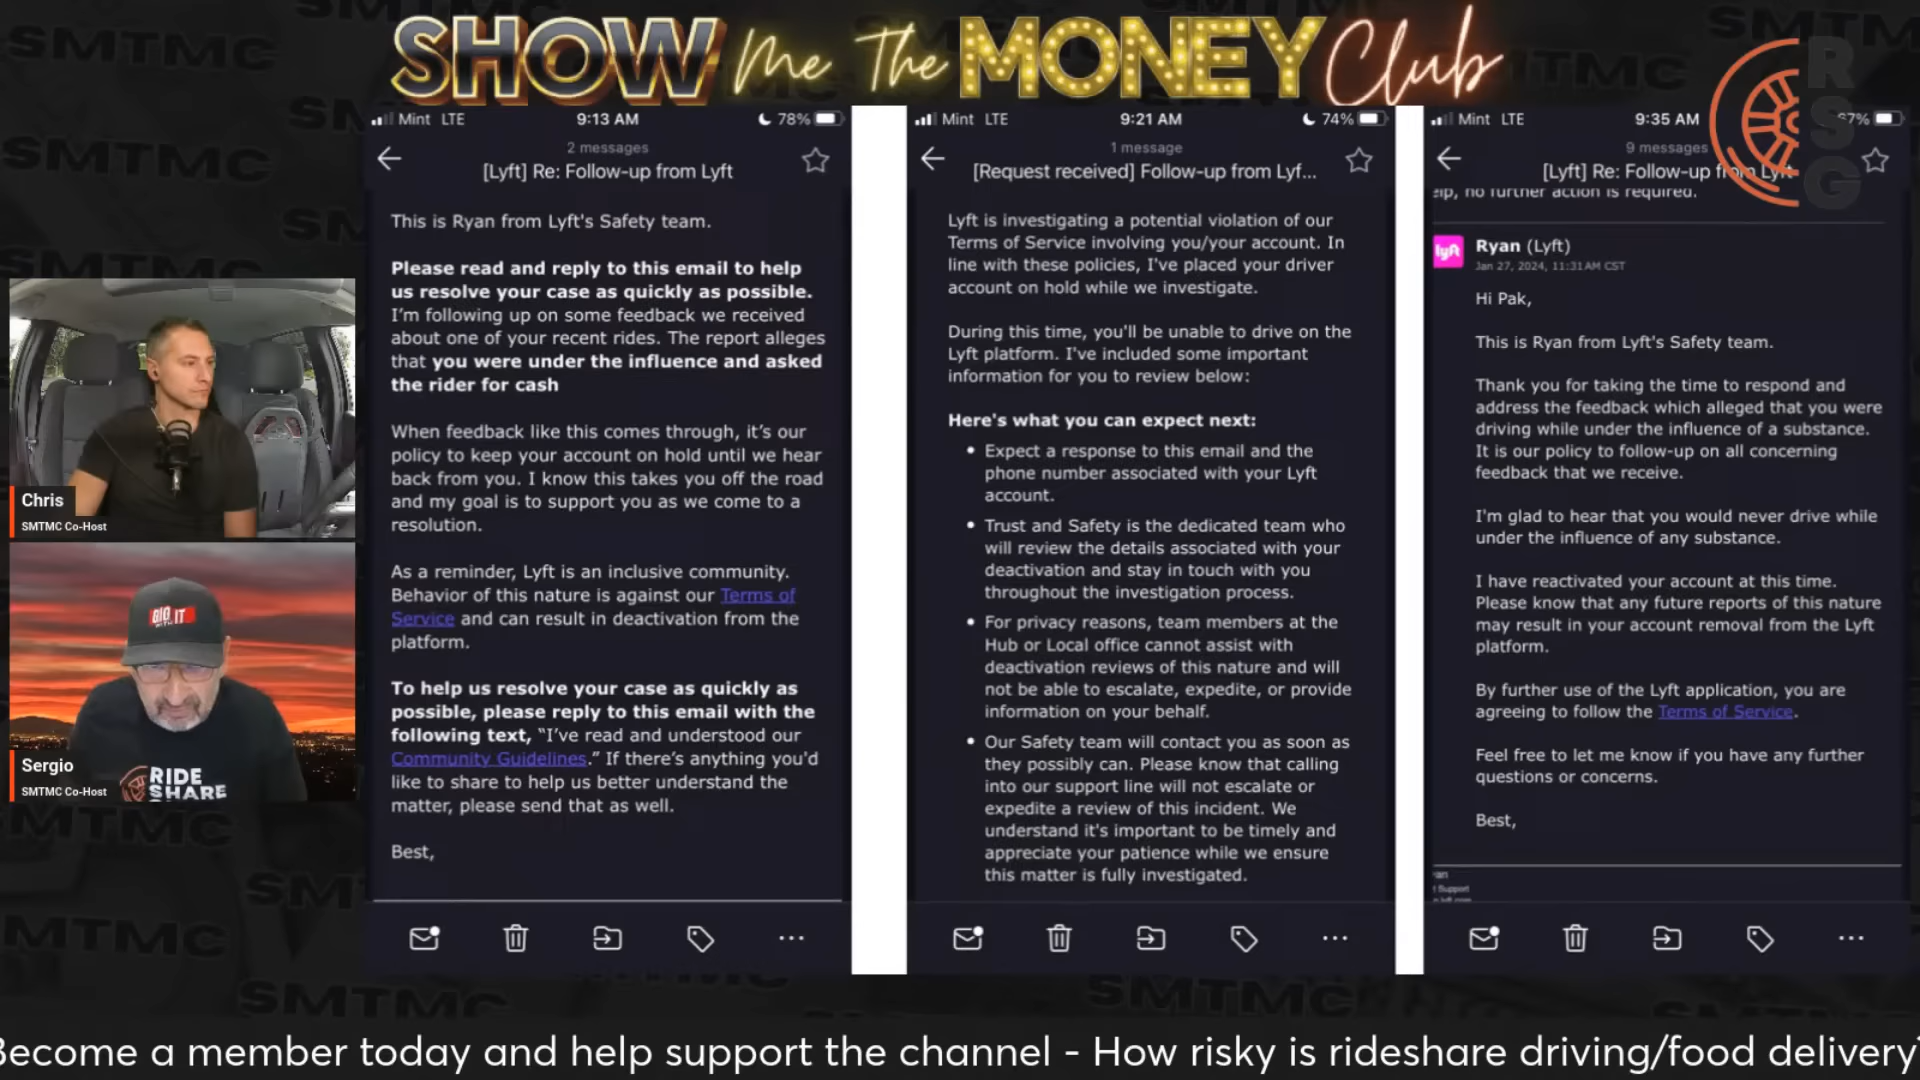 SHOW Me The MONEY Club
RSG
Mint LTE
9:13 AM
78%
2 messages
[Lyft] Re: Follow-up from Lyft
This is Ryan from Lyft's Safety team.
Please read and reply to this email to help
us resolve your case as quickly as possible.
I'm following up on some feedback we received
about one of your recent rides. The report alleges
that you were under the influence and asked
the rider for cash
When feedback like this comes through, it's our
policy to keep your account on hold until we hear
back from you. I know this takes you off the road
and my goal is to support you as we come to a
resolution.
As a reminder, Lyft is an inclusive community.
Behavior of this nature is against our Terms of
Service and can result in deactivation from the
platform.
To help us resolve your case as quickly as
possible, please reply to this email with the
following text, "I've read and understood our
Community Guidelines." If there's anything you'd
like to share to help us better understand the
matter, please send that as well.
Best,
Mint LTE
9:21 AM
74%
1 message
[Request received] Follow-up from Lyf...
Lyft is investigating a potential violation of our
Terms of Service involving you/your account. In
line with these policies, I've placed your driver
account on hold while we investigate.
During this time, you'll be unable to drive on the
Lyft platform. I've included some important
information for you to review below:
Here's what you can expect next:
• Expect a response to this email and the
phone number associated with your Lyft
account.
• Trust and Safety is the dedicated team who
will review the details associated with your
deactivation and stay in touch with you
throughout the investigation process.
• For privacy reasons, team members at the
Hub or Local office cannot assist with
deactivation reviews of this nature and will
not be able to escalate, expedite, or provide
information on your behalf.
• Our Safety team will contact you as soon as
they possibly can. Please know that calling
into our support line will not escalate or
expedite a review of this incident. We
understand it's important to be timely and
appreciate your patience while we ensure
this matter is fully investigated.
Mint LTE
9:35 AM
67%
9 messages
[Lyft] Re: Follow-up from Lyft
elp, no further action is required.
lyft
Ryan (Lyft)
Jan 27, 2024, 11:31 AM CST
Hi Pak,
This is Ryan from Lyft's Safety team.
Thank you for taking the time to respond and
address the feedback which alleged that you were
driving while under the influence of a substance.
It is our policy to follow-up on all concerning
feedback that we receive.
I'm glad to hear that you would never drive while
under the influence of any substance.
I have reactivated your account at this time.
Please know that any future reports of this nature
may result in your account removal from the Lyft
platform.
By further use of the Lyft application, you are
agreeing to follow the Terms of Service.
Feel free to let me know if you have any further
questions or concerns.
Best,
Support
Chris
SMTMC Co-Host
Sergio
SMTMC Co-Host
RIDE
SHARE
SMTMC
Become a member today and help support the channel - How risky is rideshare driving/food delivery?